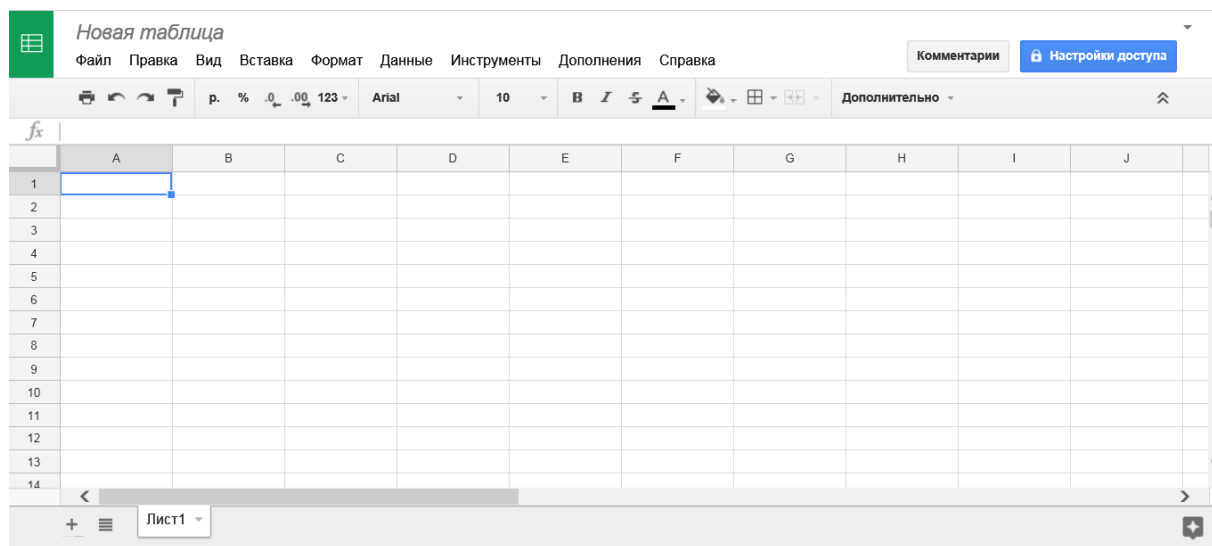 Новая таблица
Файл Правка Вид Вставка Формат Данные Инструменты Дополнения Справка
Комментарии Настройки доступа
р. % .0 .00 123 Arial 10 B I S A Дополнительно
fx
A B C D E F G H I J
1
2
3
4
5
6
7
8
9
10
11
12
13
14
Лист1